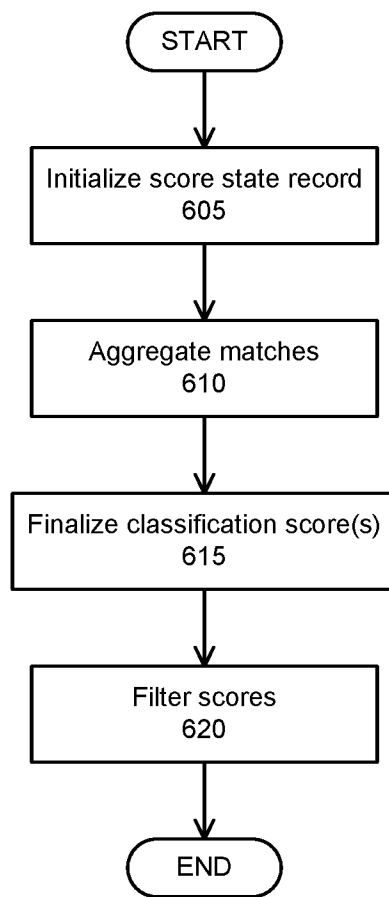 START
Initialize score state record
605
Aggregate matches
610
Finalize classification score(s)
615
Filter scores
620
END